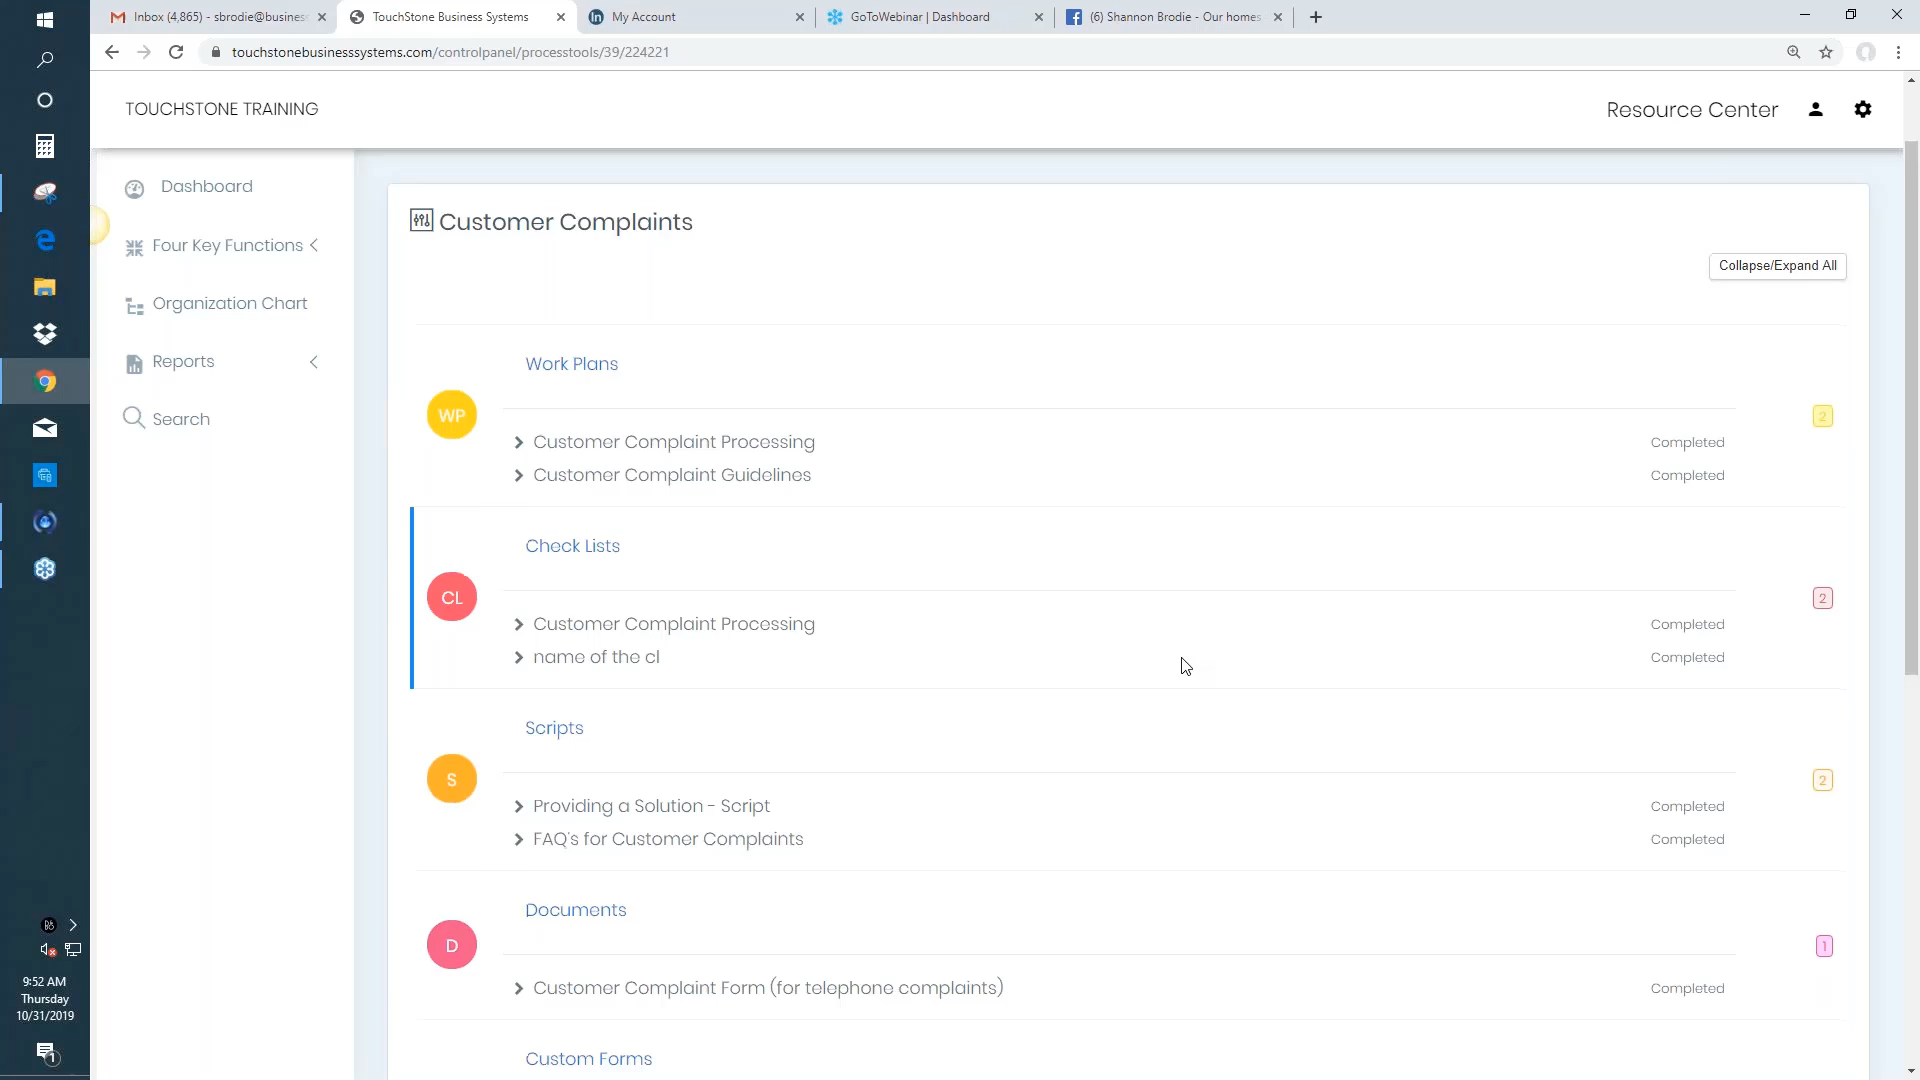 Inbox (4,865) - sbrodie@busines
TouchStone Business Systems
in My Account
GoToWebinar | Dashboard
(6) Shannon Brodie - Our homes
touchstonebusinesssystems.com/controlpanel/processtools/39/224221
TOUCHSTONE TRAINING
Resource Center
Dashboard
Four Key Functions
Organization Chart
Reports
Search
Customer Complaints
Collapse/Expand All
Work Plans
WP
2
Customer Complaint Processing Completed
Customer Complaint Guidelines Completed
Check Lists
CL
2
Customer Complaint Processing Completed
name of the cl Completed
Scripts
S
2
Providing a Solution - Script Completed
FAQ's for Customer Complaints Completed
Documents
D
1
Customer Complaint Form (for telephone complaints) Completed
Custom Forms
9:52 AM
Thursday
10/31/2019
1